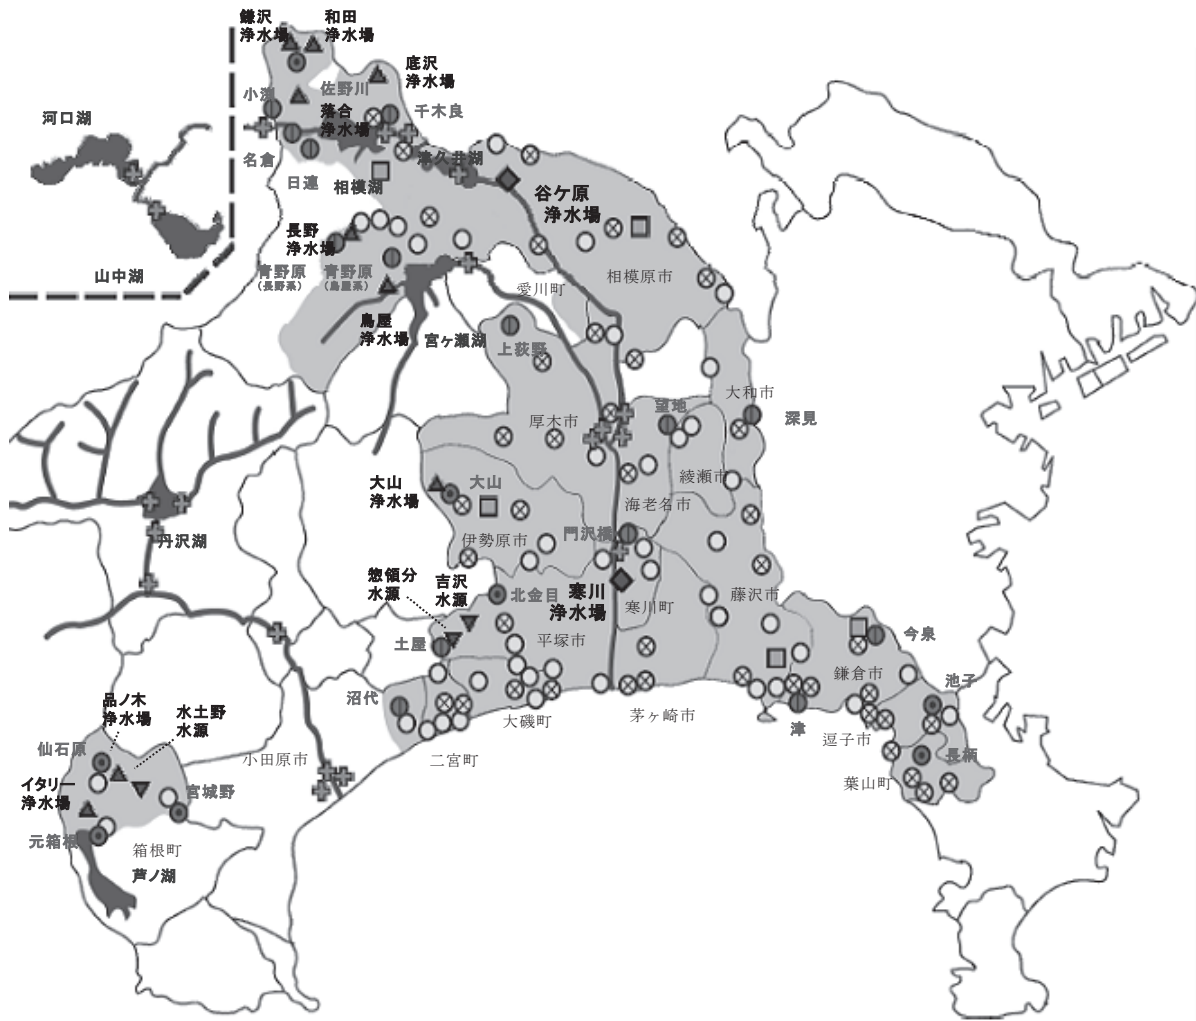 鎌沢
浄水場
和田
浄水場
底沢
浄水場
佐野川
小渕
落合
浄水場
千木良
河口湖
名倉
日連
相模湖
津久井湖
谷ケ原
浄水場
長野
浄水場
山中湖
青野原
(長野系)
青野原
(鳥屋系)
相模原市
愛川町
鳥屋
浄水場
宮ヶ瀬湖
上荻野
大和市
望地
深見
厚木市
大山
浄水場
大山
綾瀬市
海老名市
門沢橋
伊勢原市
丹沢湖
惣領分
水源
吉沢
水源
北金目
寒川
浄水場
寒川町
藤沢市
土屋
平塚市
今泉
鎌倉市
池子
品ノ木
浄水場
水土野
水源
沼代
大磯町
茅ヶ崎市
津
逗子市
長柄
仙石原
小田原市
二宮町
葉山町
イタリー
浄水場
宮城野
元箱根
箱根町
芦ノ湖